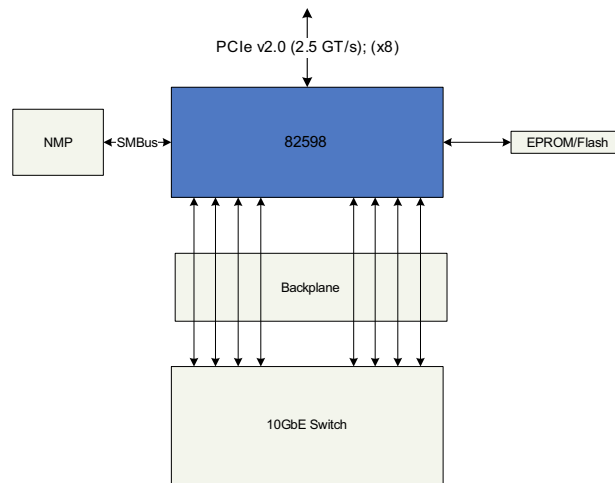 PCIe v2.0 (2.5 GT/s); (x8)
NMP
SMBus
82598
EPROM/Flash
Backplane
10GbE Switch